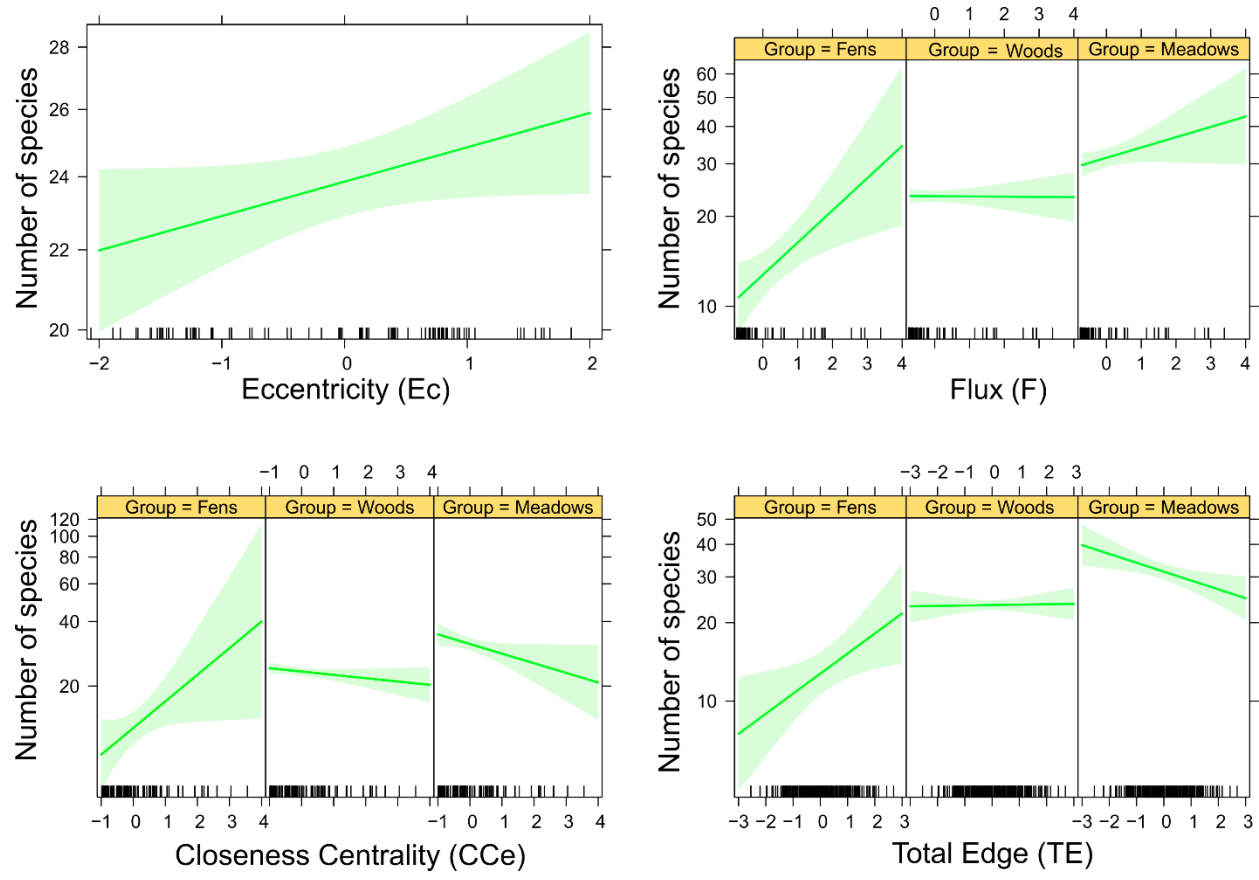 Number of species
28
26
24
22
20
−2 −1 0 1 2
Eccentricity (Ec)
0 1 2 3 4
Group = Fens Group = Woods Group = Meadows
Number of species
60
50
40
30
20
10
0 1 2 3 4 0 1 2 3 4
Flux (F)
−1 0 1 2 3 4
Group = Fens Group = Woods Group = Meadows
Number of species
120
100
80
60
40
20
−1 0 1 2 3 4 −1 0 1 2 3 4
Closeness Centrality (CCe)
−3 −2 −1 0 1 2 3
Group = Fens Group = Woods Group = Meadows
Number of species
50
40
30
20
10
−3 −2 −1 0 1 2 3 −3 −2 −1 0 1 2 3
Total Edge (TE)